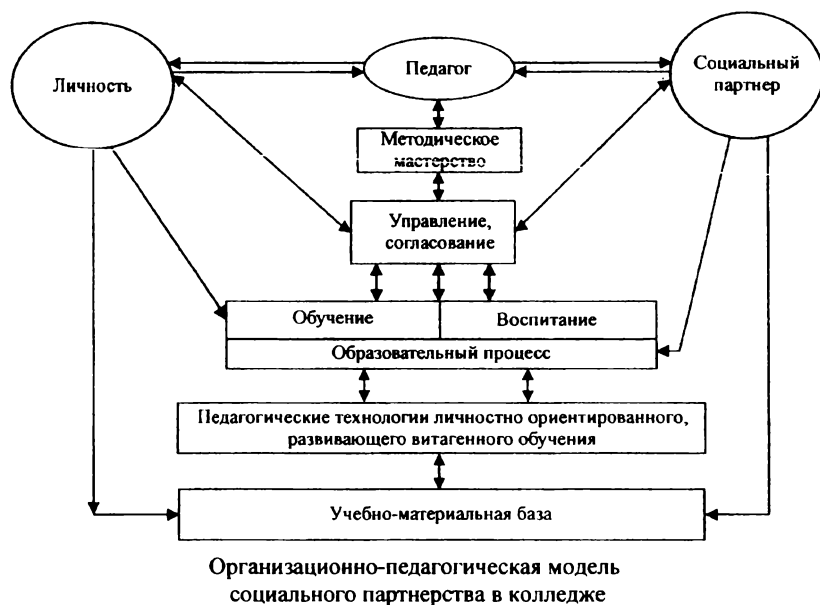 Личность
Педагог
Социальный
партнер
Методическое
мастерство
Управление,
согласование
Обучение
Воспитание
Образовательный процесс
Педагогические технологии личностно ориентированного,
развивающего витагенного обучения
Учебно-материальная база
Организационно-педагогическая модель
социального партнерства в колледже